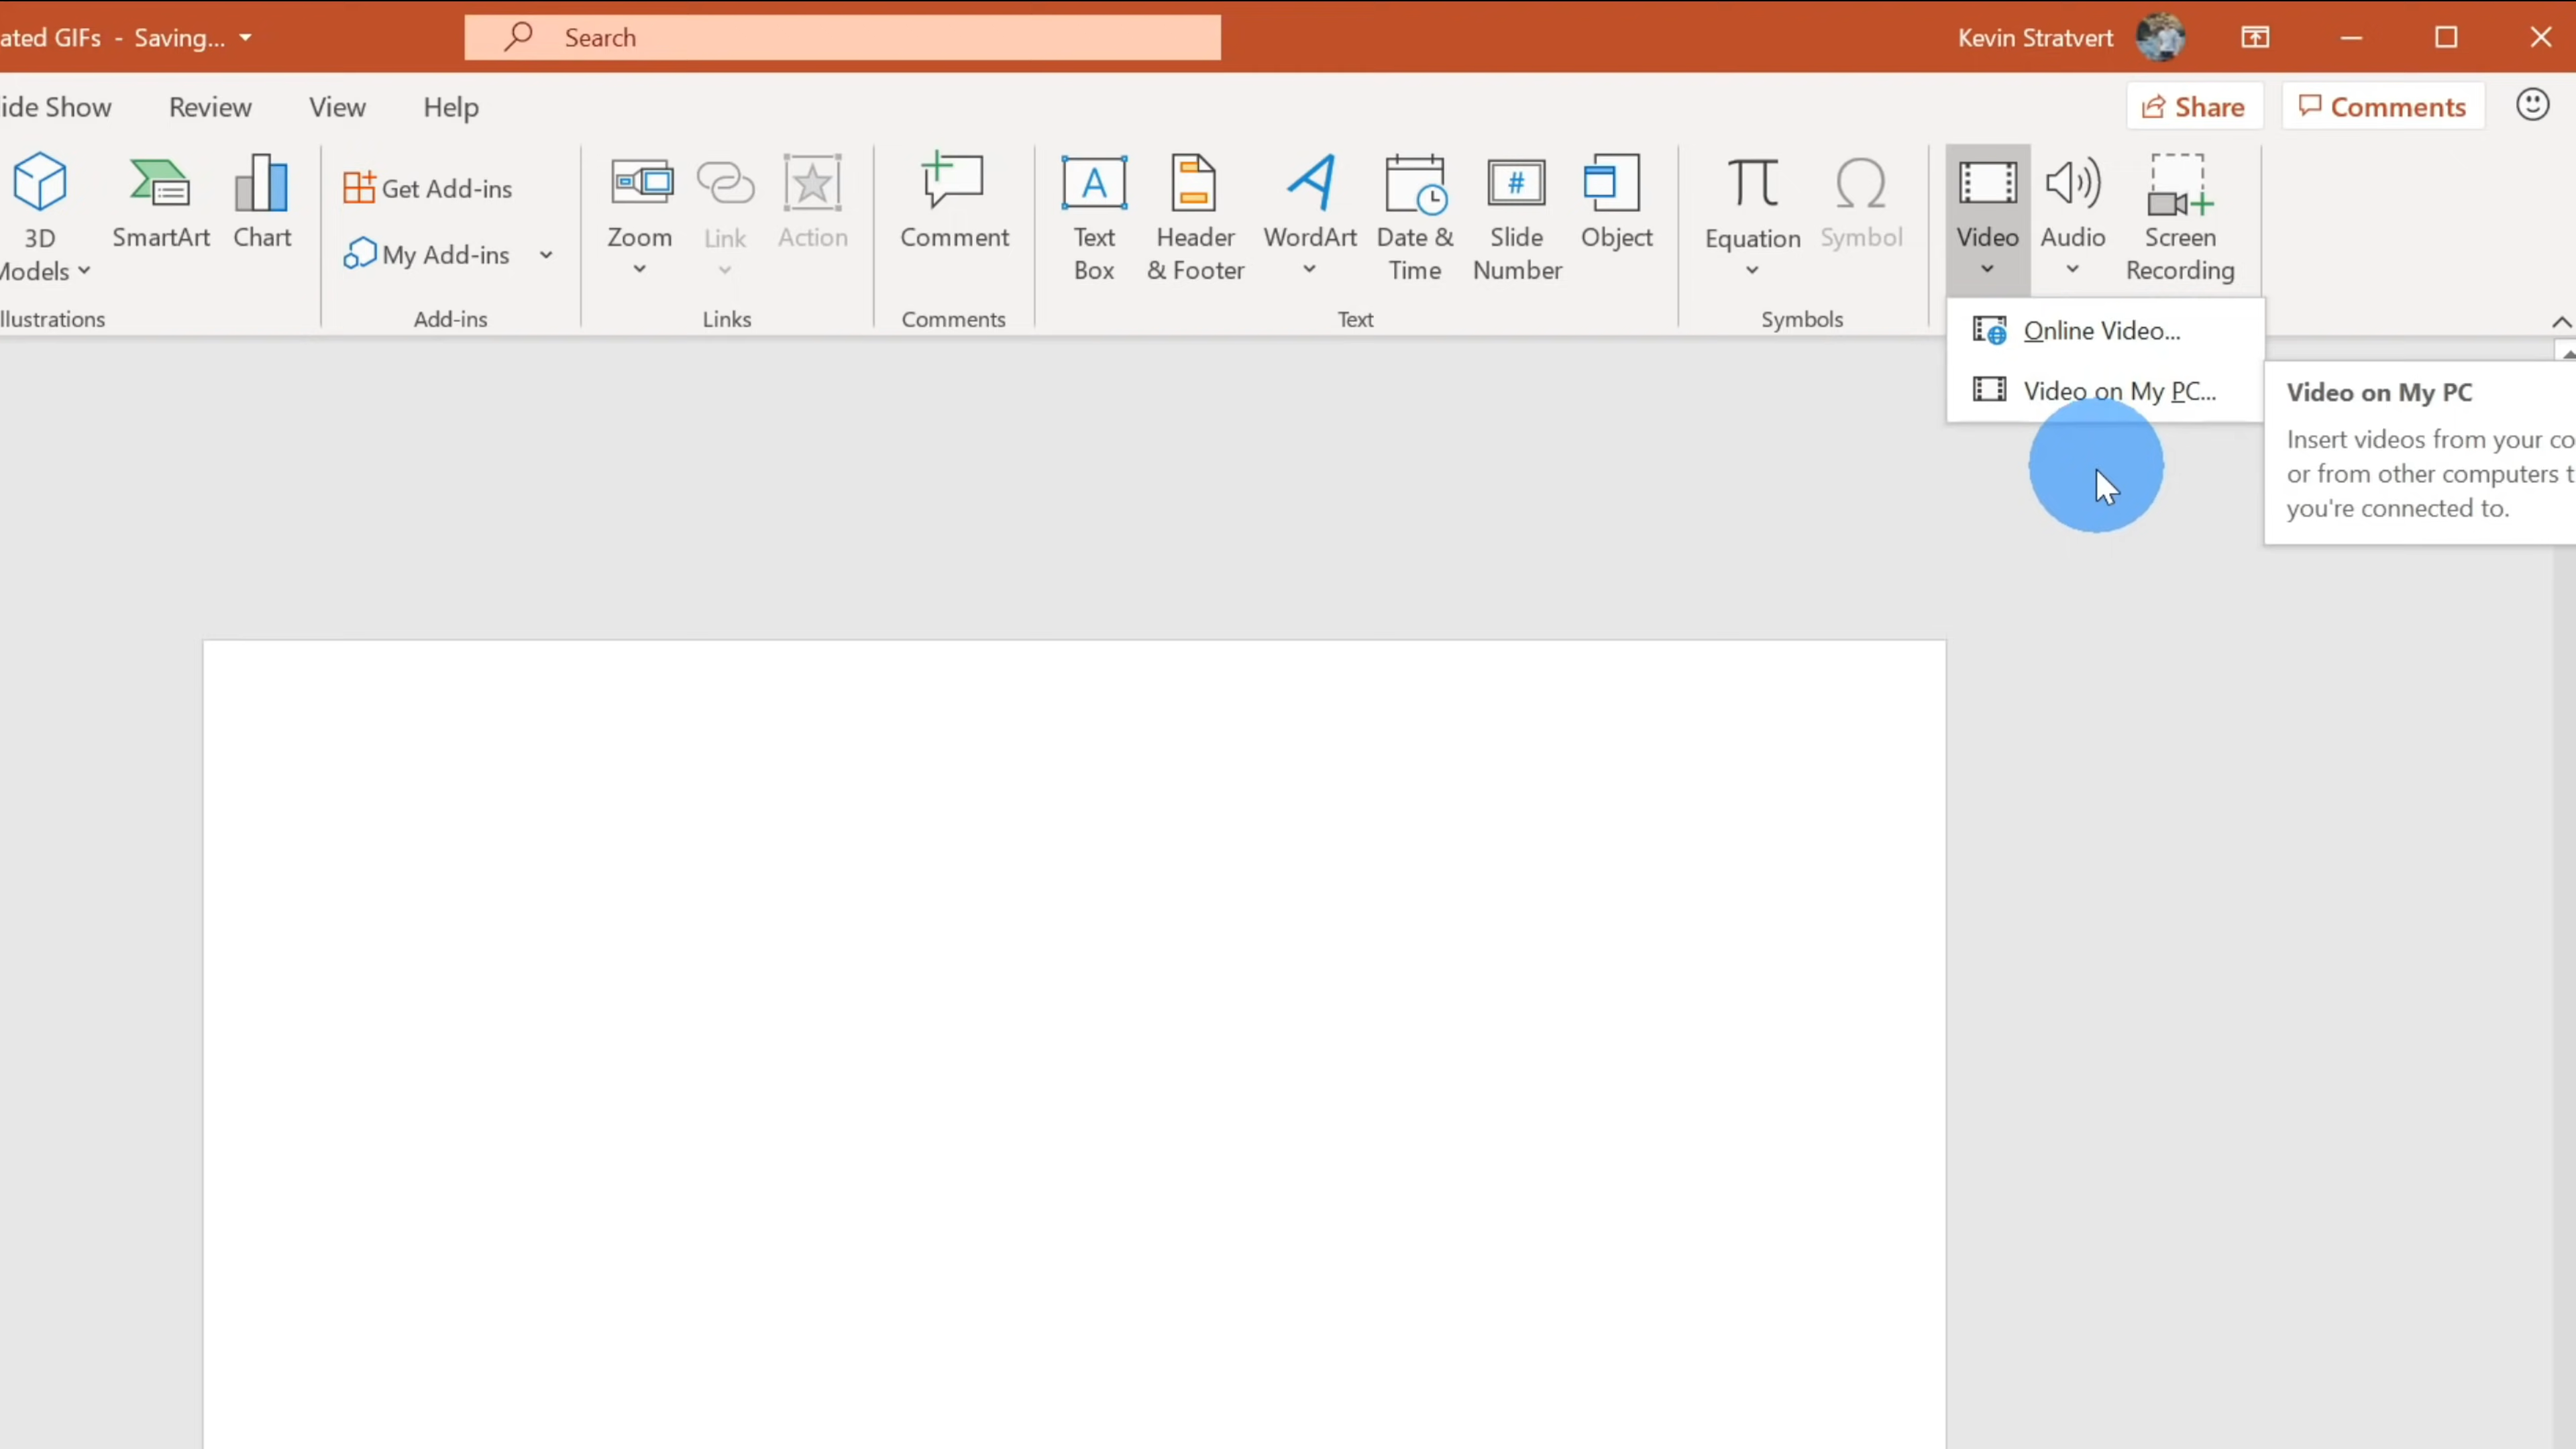 ated GIFs - Saving...
Search
Kevin Stratvert
ide Show
Review
View
Help
Share
Comments
3D
Models
SmartArt
Chart
llustrations
Get Add-ins
My Add-ins
Add-ins
Zoom
Link
Action
Links
Comment
Comments
A
Text
Box
Header
& Footer
WordArt
Date &
Time
#
Slide
Number
Object
Text
π
Equation
Ω
Symbol
Symbols
Video
Audio
Screen
Recording
Online Video...
Video on My PC...
Video on My PC
Insert videos from your co
or from other computers t
you're connected to.